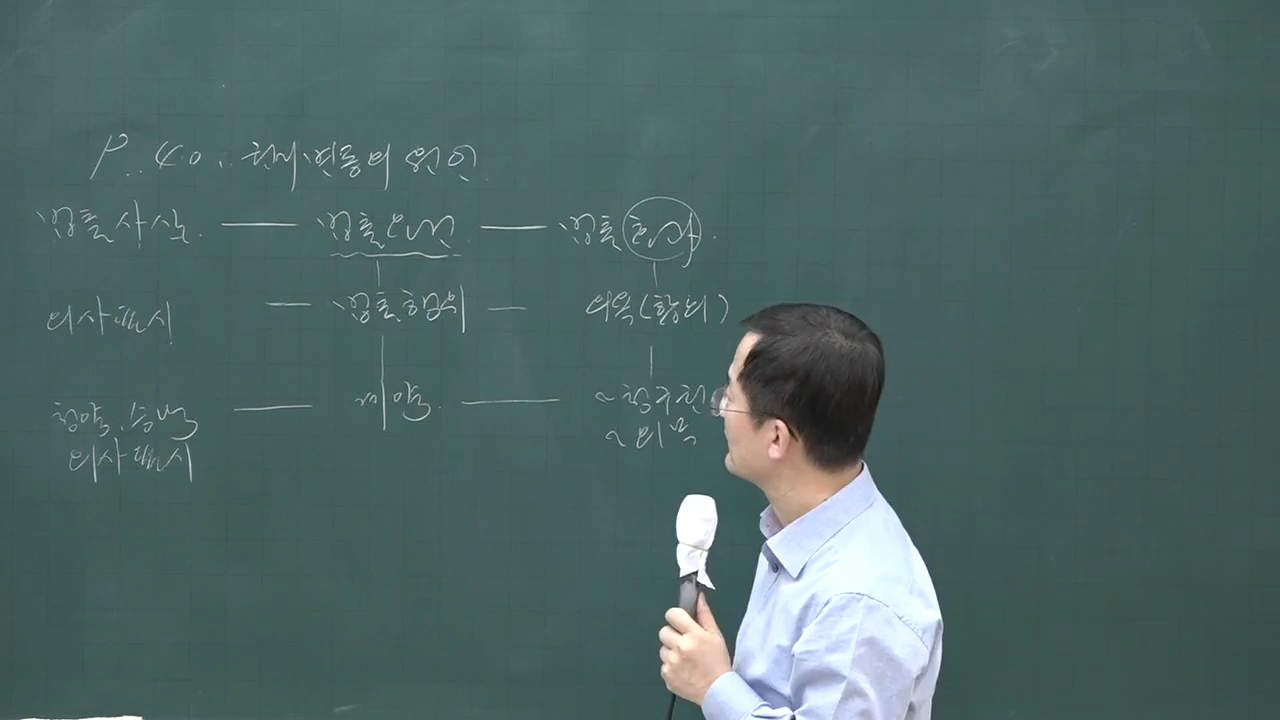 P. 40. 권리변동의 원인
법률사실 — 법률요건 — 법률효과.
의사표시 — 법률행위 — 의욕(황희)
청약, 승낙 — 계약 — ~청구권
의사표시 ~의무